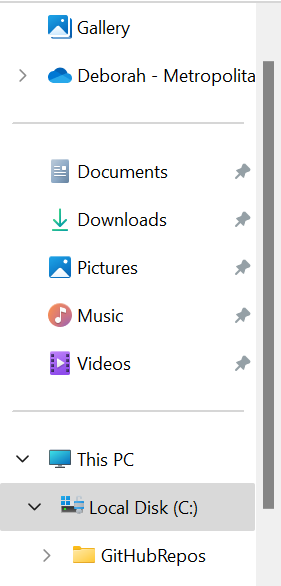 Gallery
Deborah - Metropolita
Documents
Downloads
Pictures
Music
Videos
This PC
Local Disk (C:)
GitHubRepos